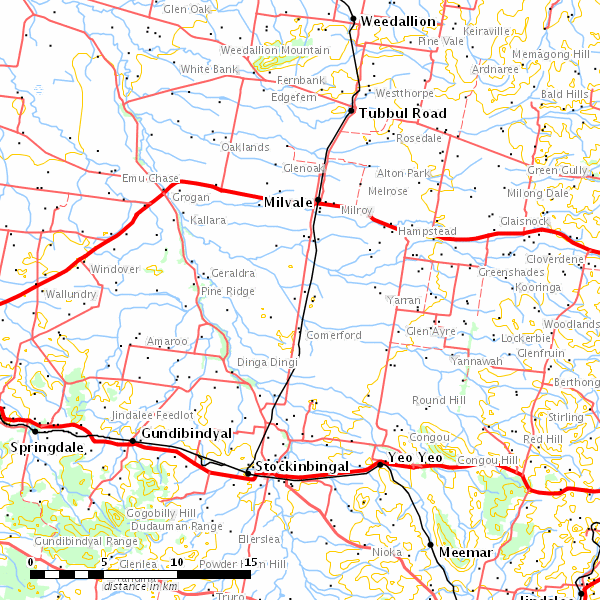 Glen Oak
Weedallion
Keiraville
Pine Vale
Weedallion Mountain
Memagong Hill
White Bank
Ardnaree
Fernbank
Edgefern
Westthorpe
Bald Hills
Tubbul Road
Rosedale
Oaklands
Glenoak
Alton Park
Green Gully
Emu Chase
Melrose
Milong Dale
Grogan
Milvale
Milroy
Kallara
Glaisnock
Hampstead
Cloverdene
Windover
Geraldra
Greenshades
Kooringa
Wallundry
Pine Ridge
Yarran
Woodlands
Comerford
Glen Ayre
Lockerbie
Amaroo
Glenfruin
Dinga Dingi
Yannawah
Berthong
Round Hill
Jindalee Feedlot
Stirling
Gundibindyal
Congou
Red Hill
Springdale
Yeo Yeo
Congou Hill
Stockinbingal
Gogobilly Hill
Dudauman Range
Gundibindyal Range
Ellerslea
Nioka
Meemar
Glenlea
0 5 10 15
distance in km
Truro